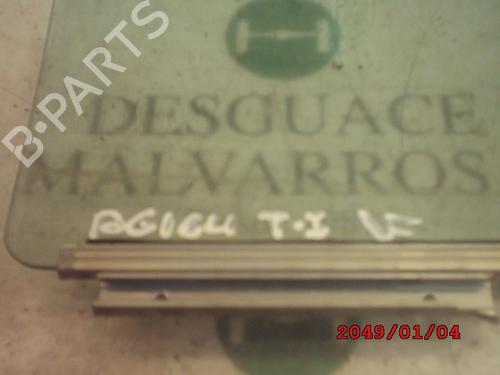 B-PARTS
DESGUACE
MALVARROS
T-I
2049/01/04